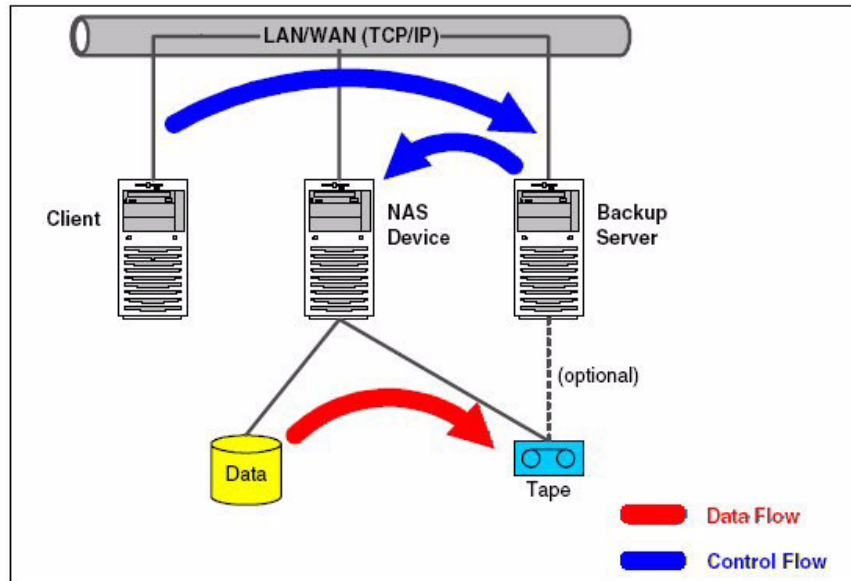 LAN/WAN (TCP/IP)
Client
NAS
Device
Backup
Server
(optional)
Data
Tape
Data Flow
Control Flow